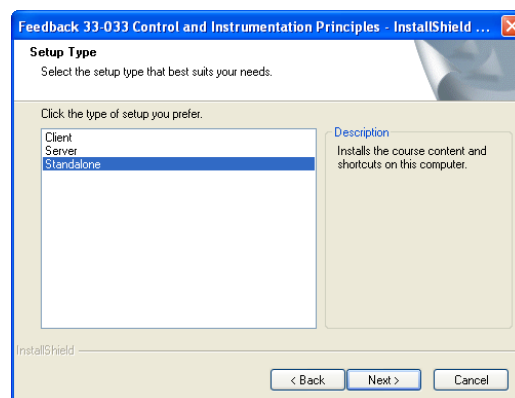 Feedback 33-033 Control and Instrumentation Principles - InstallShield ...
Setup Type
Select the setup type that best suits your needs.
Click the type of setup you prefer.
Client
Server
Standalone
Description
Installs the course content and
shortcuts on this computer.
InstallShield
< Back
Next >
Cancel